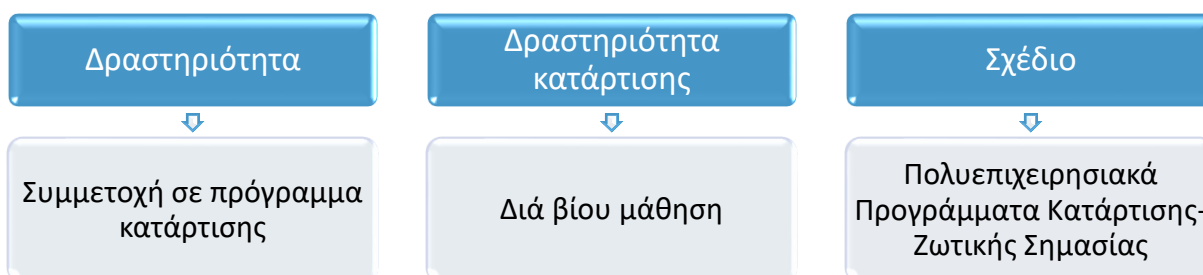 Δραστηριότητα
Συμμετοχή σε πρόγραμμα
κατάρτισης
Δραστηριότητα
κατάρτισης
Διά βίου μάθηση
Σχέδιο
Πολυεπιχειρησιακά
Προγράμματα Κατάρτισης-
Ζωτικής Σημασίας